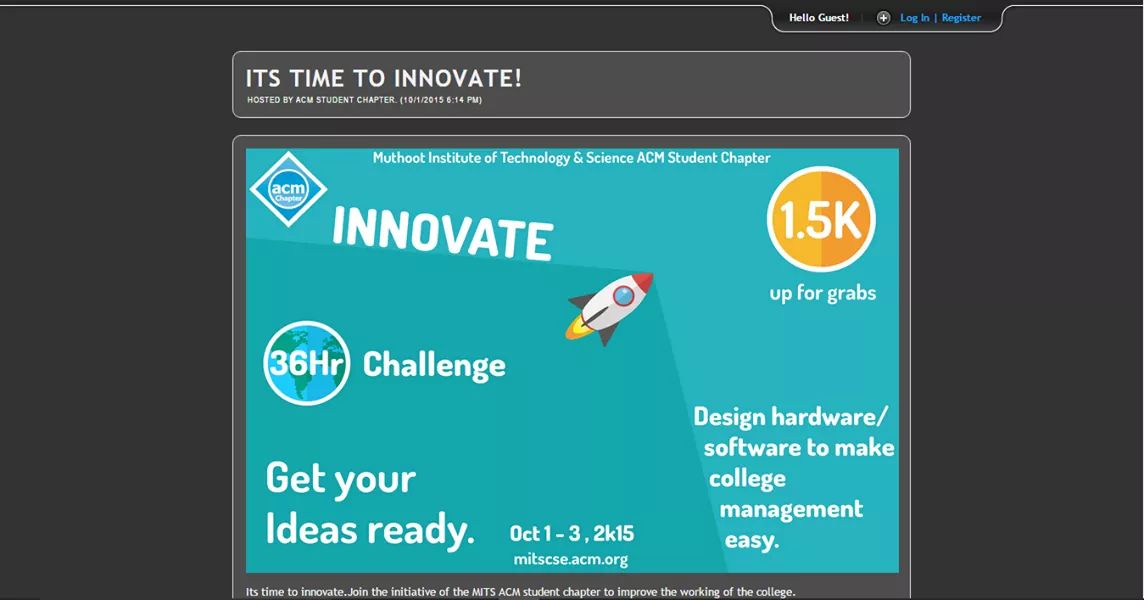 Hello Guest!
Log In | Register
ITS TIME TO INNOVATE!
HOSTED BY ACM STUDENT CHAPTER. (10/1/2015 6:14 PM)
Muthoot Institute of Technology & Science ACM Student Chapter
acm
Chapter
INNOVATE
1.5K
up for grabs
36Hr Challenge
Design hardware/
software to make
college
management
easy.
Get your
Ideas ready.
Oct 1 - 3 , 2k15
mitscse.acm.org
Its time to innovate.Join the initiative of the MITS ACM student chapter to improve the working of the college.